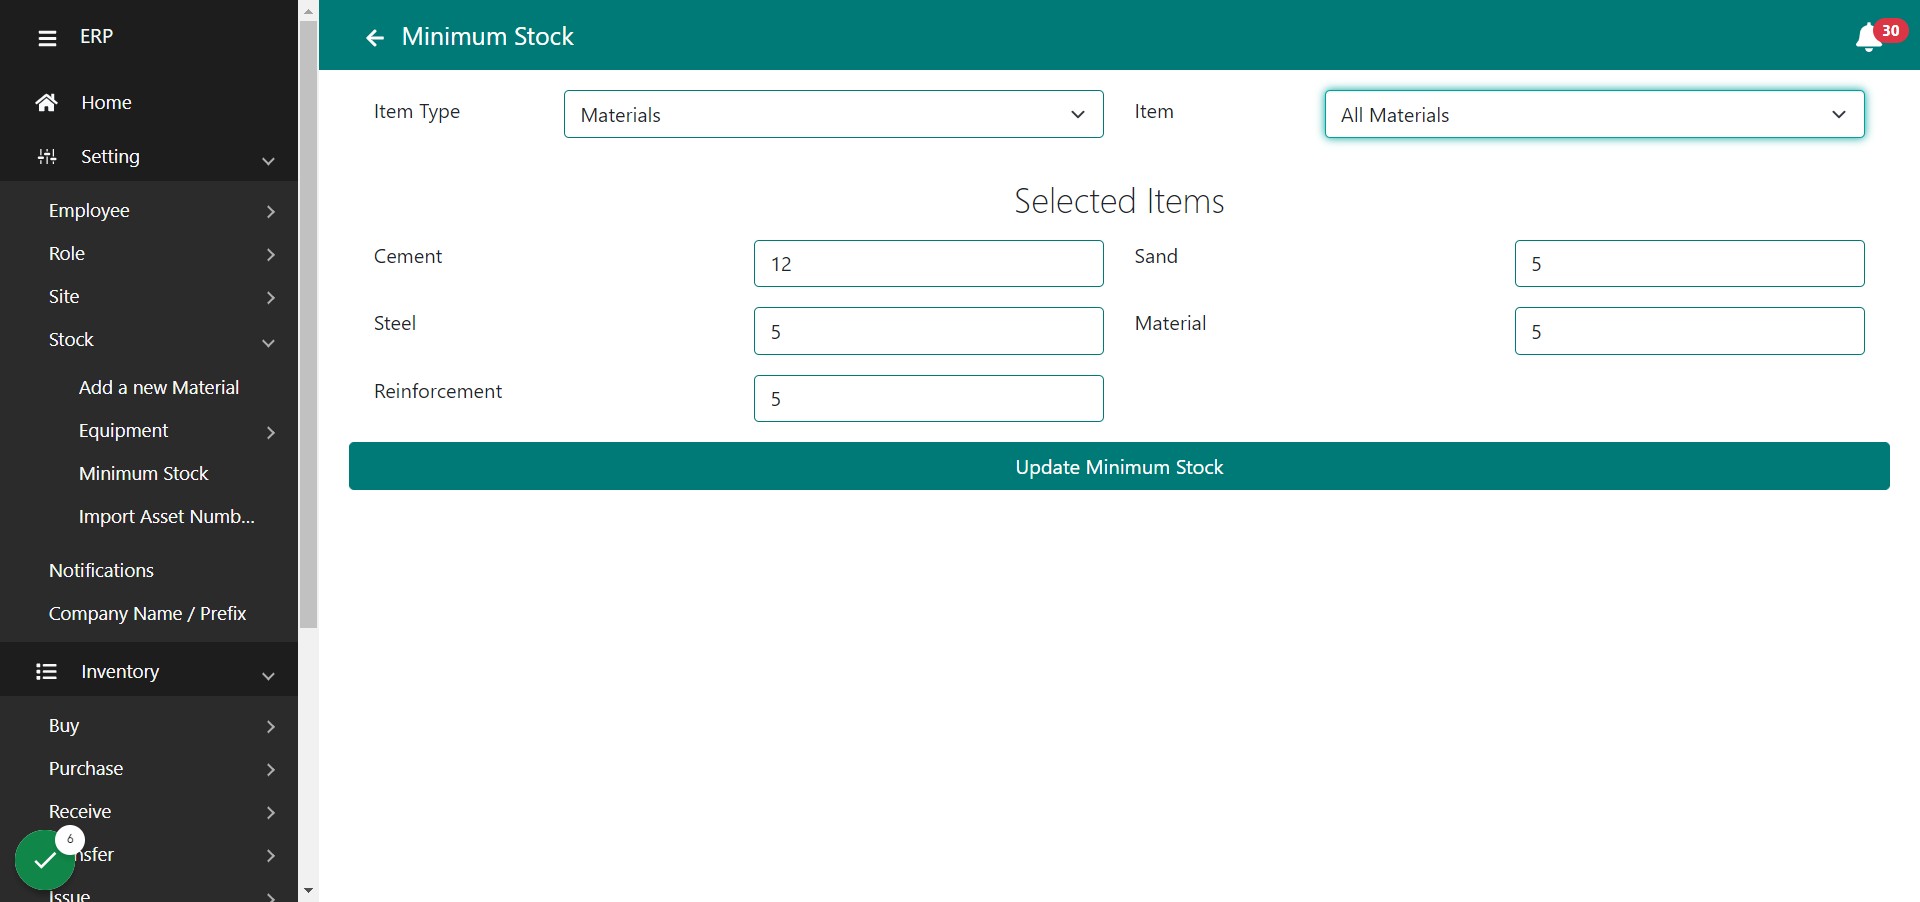 ERP
Home
Setting
Employee
Role
Site
Stock
Add a new Material
Equipment
Minimum Stock
Import Asset Numb...
Notifications
Company Name / Prefix
Inventory
Buy
Purchase
Receive
6
nsfer
Issue
Minimum Stock
30
Item Type
Materials
Item
All Materials
Selected Items
Cement
12
Sand
5
Steel
5
Material
5
Reinforcement
5
Update Minimum Stock